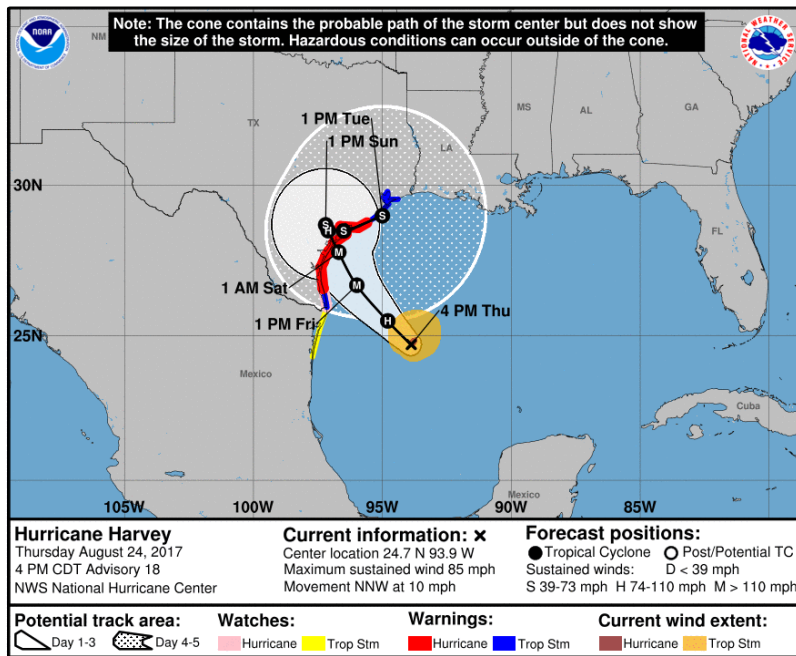 Note: The cone contains the probable path of the storm center but does not show
the size of the storm. Hazardous conditions can occur outside of the cone.
NOAA
NATIONAL WEATHER SERVICE
NM
TX
MS
AL
GA
LA
FL
1 PM Tue
1 PM Sun
30N
S
S
H
S
M
1 AM Sat
M
4 PM Thu
1 PM Fri
H
25N
Mexico
Cuba
Mexico
105W
100W
95W
90W
85W
Hurricane Harvey
Thursday August 24, 2017
4 PM CDT Advisory 18
NWS National Hurricane Center
Current information: ×
Center location 24.7 N 93.9 W
Maximum sustained wind 85 mph
Movement NNW at 10 mph
Forecast positions:
Tropical Cyclone Post/Potential TC
Sustained winds: D < 39 mph
S 39-73 mph H 74-110 mph M > 110 mph
Potential track area:
Day 1-3 Day 4-5
Watches:
Hurricane Trop Stm
Warnings:
Hurricane Trop Stm
Current wind extent:
Hurricane Trop Stm